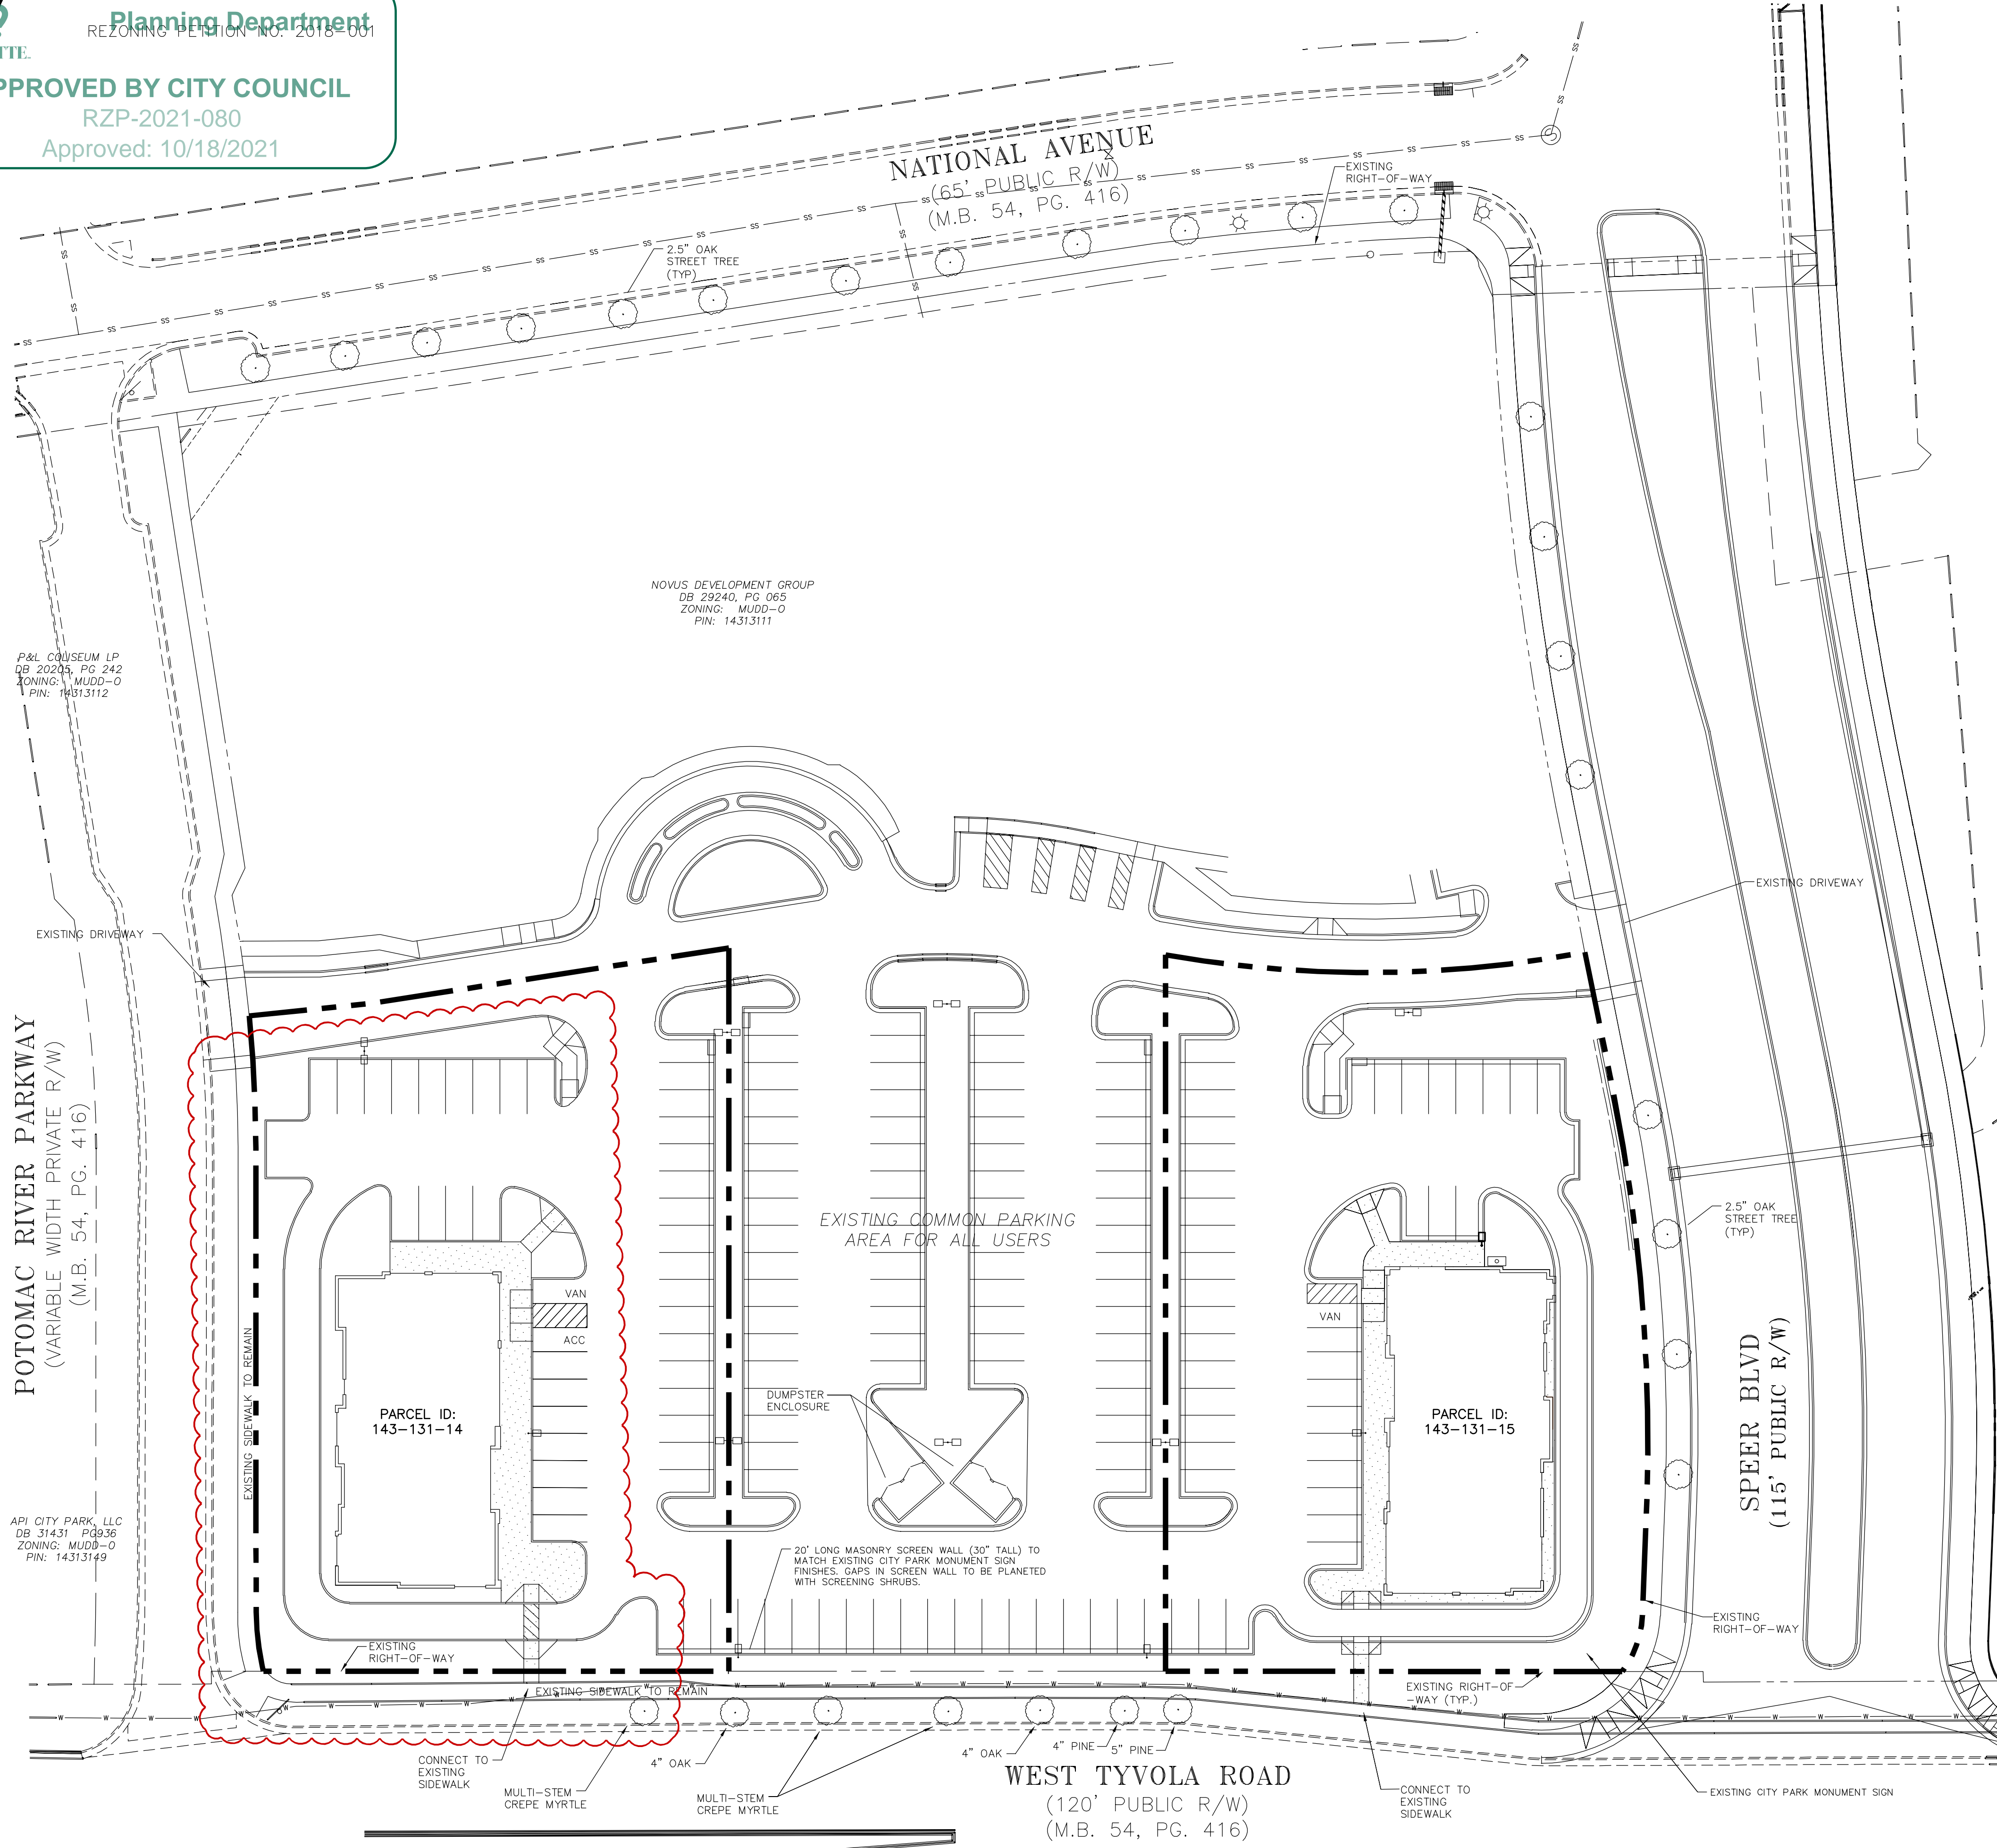 Planning Department
REZONING PETITION NO. 2018-001
TTE.
PPROVED BY CITY COUNCIL
RZP-2021-080
Approved: 10/18/2021
NATIONAL AVENUE
(65' PUBLIC R/W)
(M.B. 54, PG. 416)
EXISTING
RIGHT-OF-WAY
2.5" OAK
STREET TREE
(TYP)
NOVUS DEVELOPMENT GROUP
DB 29240, PG 065
ZONING: MUDD-O
PIN: 14313111
P&L COLISEUM LP
DB 20205, PG 242
ZONING: MUDD-O
PIN: 14313112
EXISTING DRIVEWAY
EXISTING DRIVEWAY
POTOMAC RIVER PARKWAY
(VARIABLE WIDTH PRIVATE R/W)
(M.B. 54, PG. 416)
EXISTING SIDEWALK TO REMAIN
EXISTING COMMON PARKING
AREA FOR ALL USERS
2.5" OAK
STREET TREE
(TYP)
VAN
ACC
VAN
DUMPSTER
ENCLOSURE
PARCEL ID:
143-131-14
PARCEL ID:
143-131-15
SPEER BLVD
(115' PUBLIC R/W)
API CITY PARK, LLC
DB 31431 PG936
ZONING: MUDD-O
PIN: 14313149
20' LONG MASONRY SCREEN WALL (30" TALL) TO
MATCH EXISTING CITY PARK MONUMENT SIGN
FINISHES. GAPS IN SCREEN WALL TO BE PLANETED
WITH SCREENING SHRUBS.
EXISTING
RIGHT-OF-WAY
EXISTING
RIGHT-OF-WAY
EXISTING SIDEWALK TO REMAIN
EXISTING RIGHT-OF
-WAY (TYP.)
CONNECT TO
EXISTING
SIDEWALK
MULTI-STEM
CREPE MYRTLE
4" OAK
MULTI-STEM
CREPE MYRTLE
4" OAK
4" PINE
5" PINE
WEST TYVOLA ROAD
(120' PUBLIC R/W)
(M.B. 54, PG. 416)
CONNECT TO
EXISTING
SIDEWALK
EXISTING CITY PARK MONUMENT SIGN